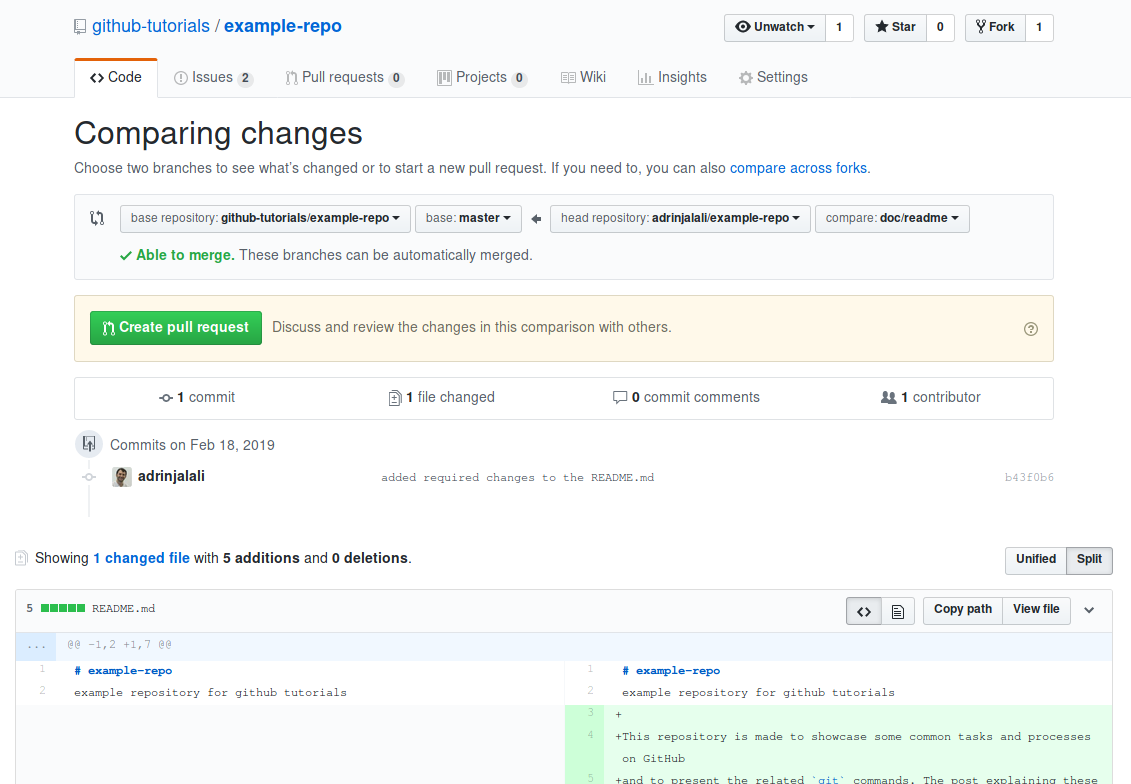 github-tutorials / example-repo
Unwatch 1 Star 0 Fork 1
Code Issues 2 Pull requests 0 Projects 0 Wiki Insights Settings
Comparing changes
Choose two branches to see what's changed or to start a new pull request. If you need to, you can also compare across forks.
base repository: github-tutorials/example-repo base: master head repository: adrinjalali/example-repo compare: doc/readme
Able to merge. These branches can be automatically merged.
Create pull request Discuss and review the changes in this comparison with others.
1 commit 1 file changed 0 commit comments 1 contributor
Commits on Feb 18, 2019
adrinjalali added required changes to the README.md b43f0b6
Showing 1 changed file with 5 additions and 0 deletions. Unified Split
5 README.md Copy path View file
... @@ -1,2 +1,7 @@
1 # example-repo 1 # example-repo
2 example repository for github tutorials 2 example repository for github tutorials
3 +
4 +This repository is made to showcase some common tasks and processes
on GitHub
5 +and to present the related `git` commands. The post explaining these